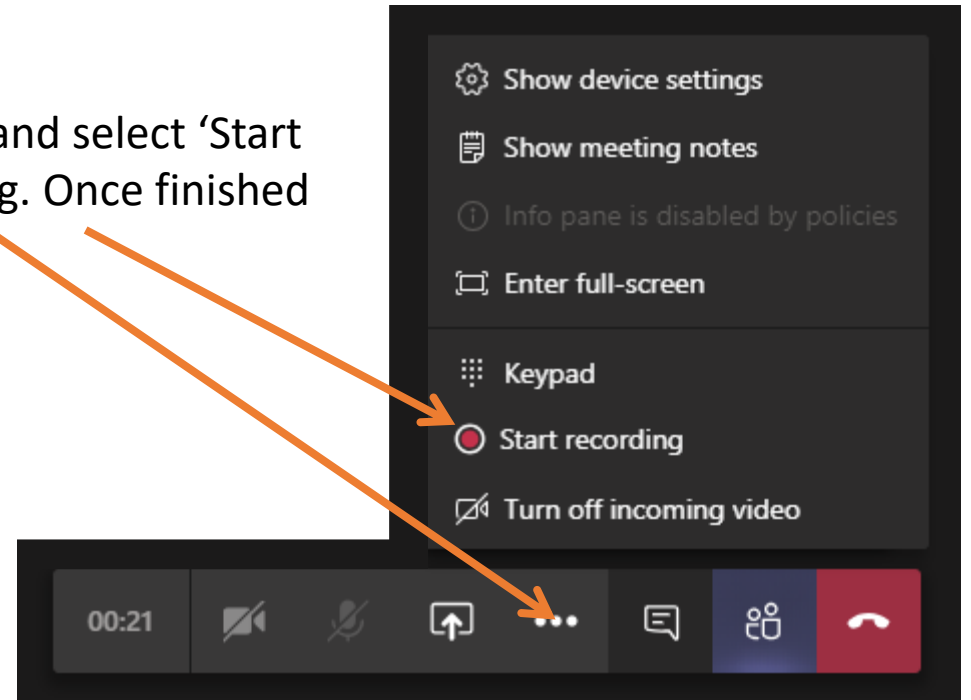 and select ‘Start
g. Once finished
Show device settings
Show meeting notes
Info pane is disabled by policies
Enter full-screen
Keypad
Start recording
Turn off incoming video
00:21